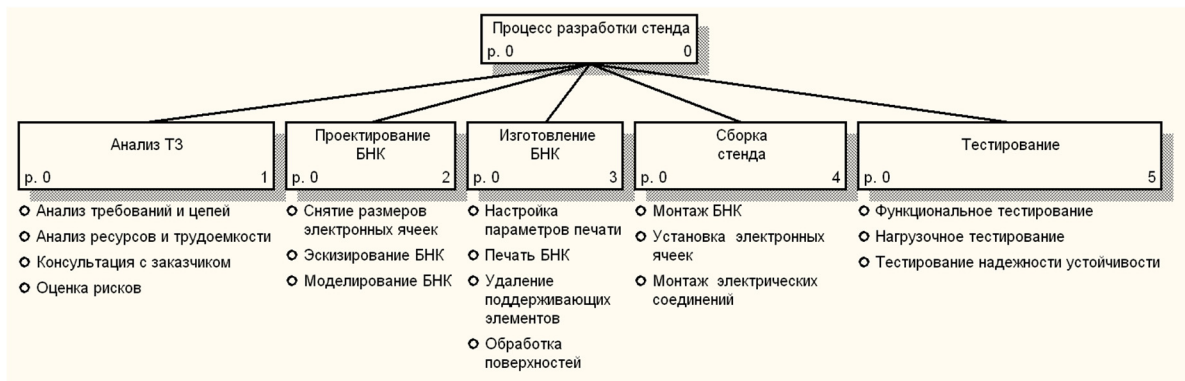 Процесс разработки стенда
р. 0 0
Анализ ТЗ
р. 0 1
Проектирование
БНК
р. 0 2
Изготовление
БНК
р. 0 3
Сборка
стенда
р. 0 4
Тестирование
р. 0 5
Анализ требований и цепей
Анализ ресурсов и трудоемкости
Консультация с заказчиком
Оценка рисков
Снятие размеров
электронных ячеек
Эскизирование БНК
Моделирование БНК
Настройка
параметров печати
Печать БНК
Удаление
поддерживающих
элементов
Обработка
поверхностей
Монтаж БНК
Установка электронных
ячеек
Монтаж электрических
соединений
Функциональное тестирование
Нагрузочное тестирование
Тестирование надежности устойчивости